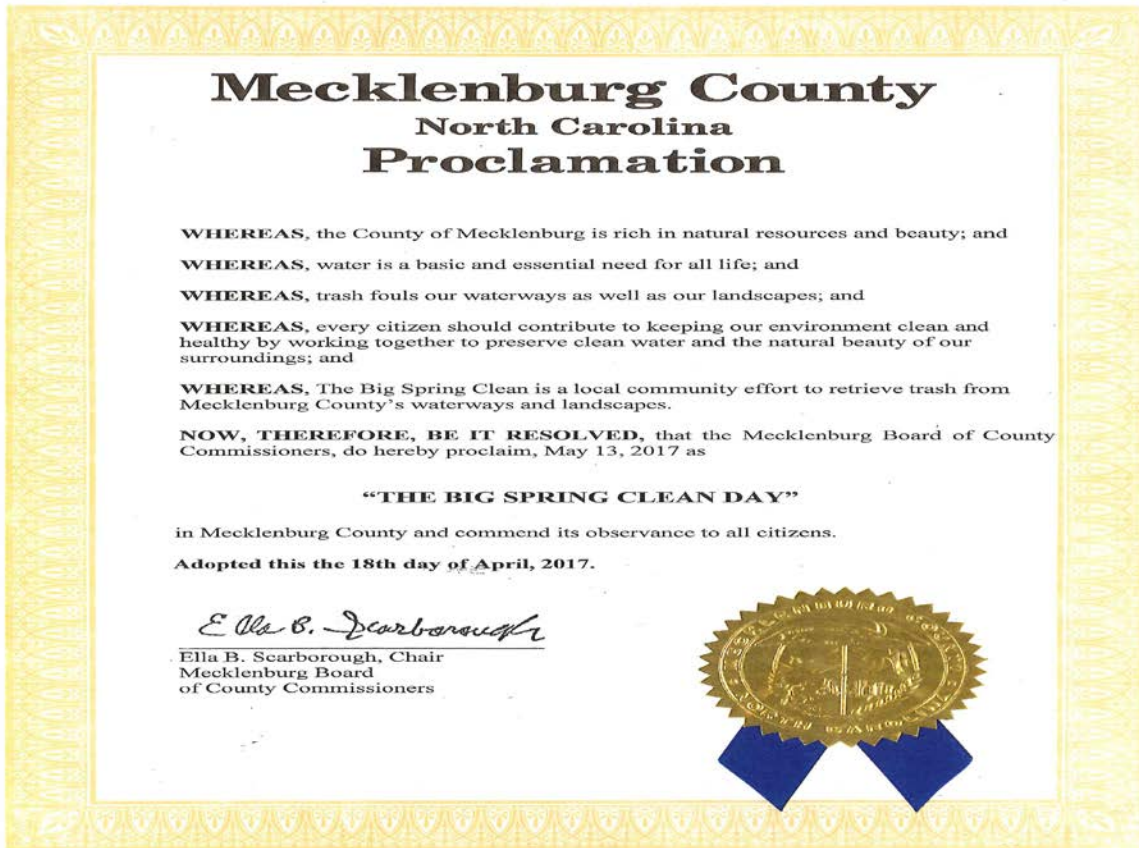 Mecklenburg County
North Carolina
Proclamation
WHEREAS, the County of Mecklenburg is rich in natural resources and beauty; and
WHEREAS, water is a basic and essential need for all life; and
WHEREAS, trash fouls our waterways as well as our landscapes; and
WHEREAS, every citizen should contribute to keeping our environment clean and
healthy by working together to preserve clean water and the natural beauty of our
surroundings; and
WHEREAS, The Big Spring Clean is a local community effort to retrieve trash from
Mecklenburg County's waterways and landscapes.
NOW, THEREFORE, BE IT RESOLVED, that the Mecklenburg Board of County
Commissioners, do hereby proclaim, May 13, 2017 as
“THE BIG SPRING CLEAN DAY”
in Mecklenburg County and commend its observance to all citizens.
Adopted this the 18th day of April, 2017.
Ella B. Scarborough
Ella B. Scarborough, Chair
Mecklenburg Board
of County Commissioners
MECKLENBURG COUNTY
NORTH CAROLINA